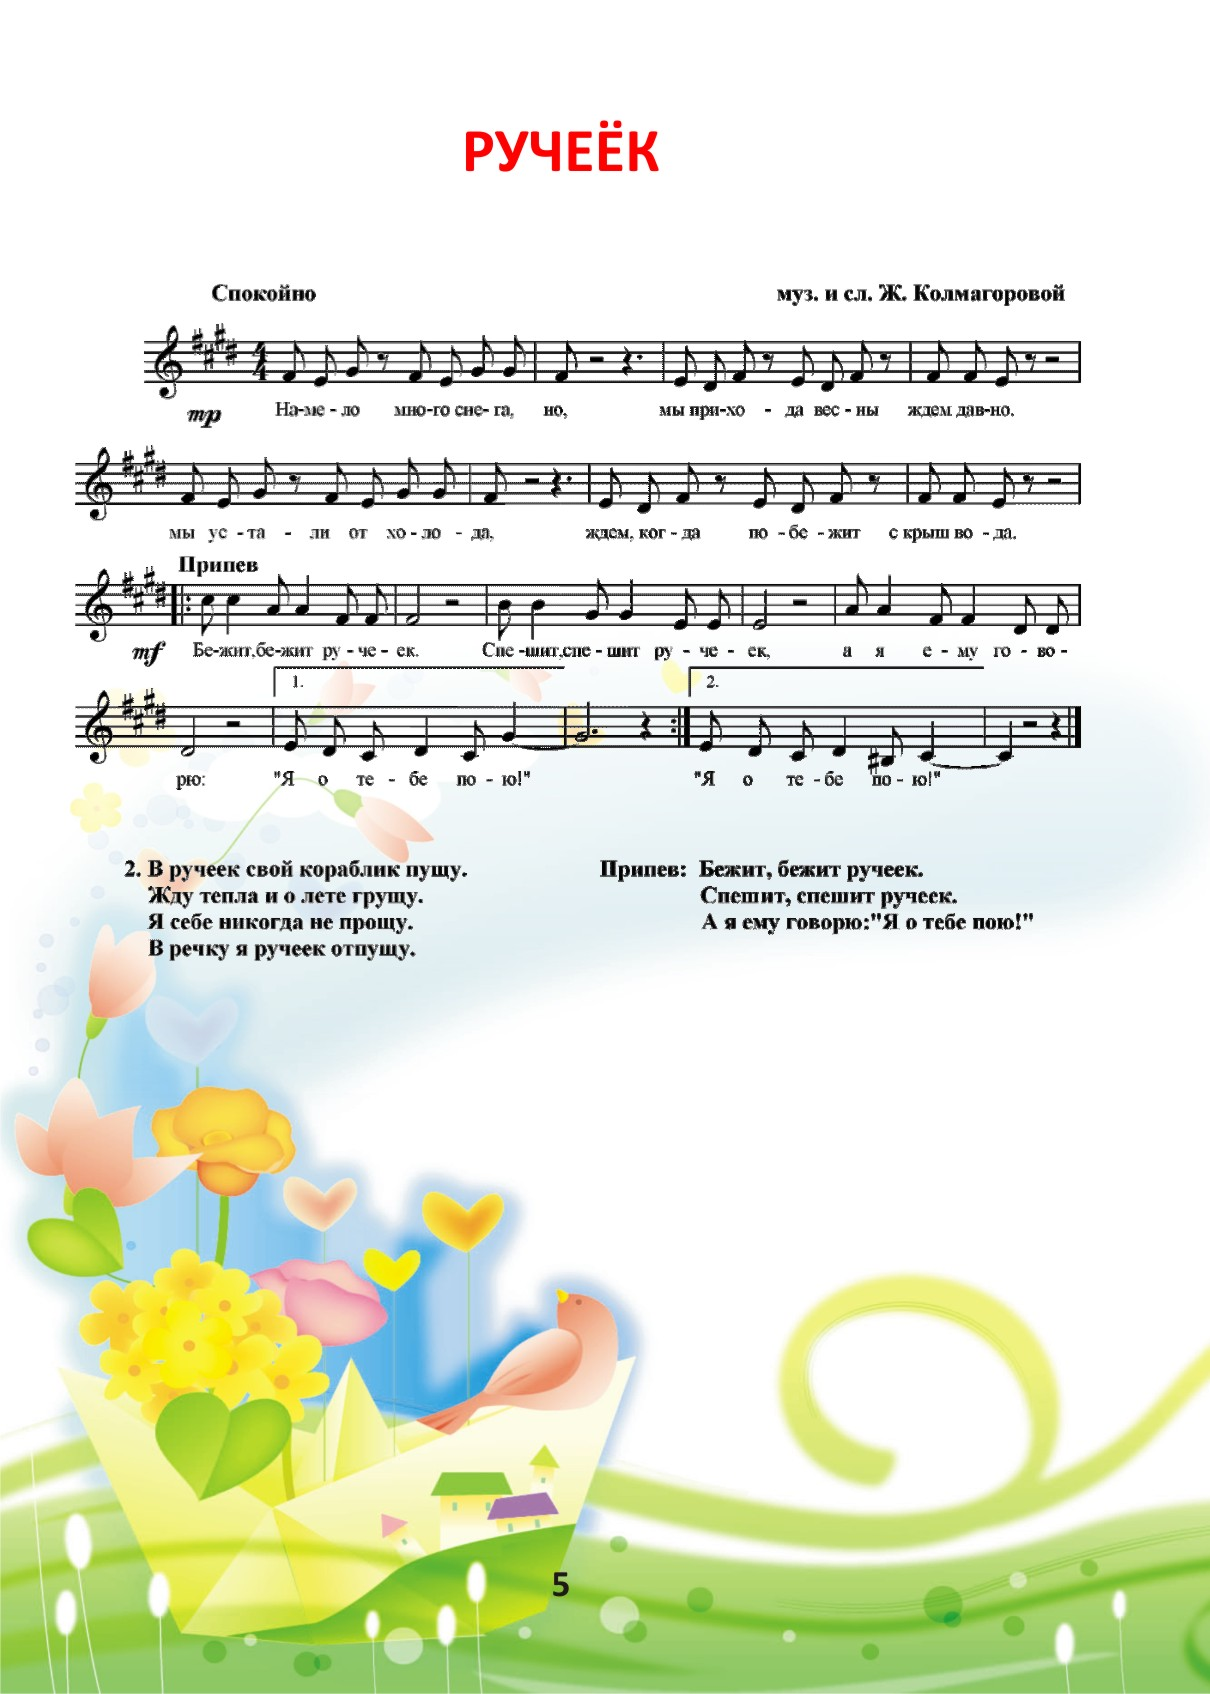 РУЧЕЁК
Спокойно
муз. и сл. Ж. Колмагоровой
4/4
mp
На-ме - ло мно-го сне-га, но, мы при-хо - да вес - ны ждем дав-но.
мы ус - та - ли от хо - ло - да, ждем, ког - да по - бе - жит с крыш во - да.
Припев
mf
Бе-жит,бе-жит ру - че - ек. Спе-шит,спе - шит ру - че - ек, а я е - му го - во -
1. 2.
рю: "Я о те - бе по - ю!" "Я о те - бе по - ю!"
2. В ручеек свой кораблик пущу.
Жду тепла и о лете грущу.
Я себе никогда не прощу.
В речку я ручеек отпущу.
Припев: Бежит, бежит ручеек.
Спешит, спешит ручеек.
А я ему говорю:"Я о тебе пою!"
5